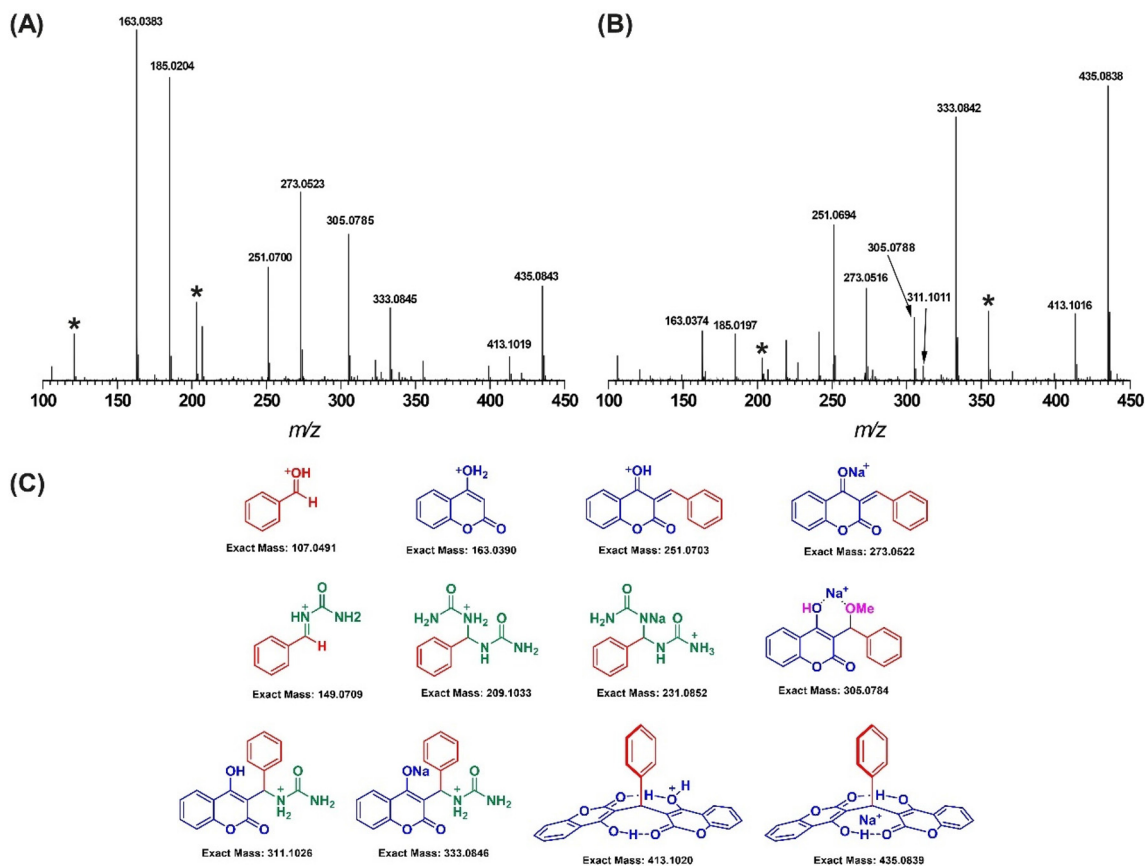 (A)
163.0383
185.0204
273.0523
305.0785
251.0700
333.0845
435.0843
413.1019
*
*
100 150 200 250 300 350 400 450
m/z
(B)
435.0838
333.0842
251.0694
305.0788
311.1011
273.0516
163.0374
185.0197
413.1016
*
*
100 150 200 250 300 350 400 450
m/z
(C)
+OH
H
Exact Mass: 107.0491
+OH2
O
O
Exact Mass: 163.0390
+OH
O
O
Exact Mass: 251.0703
ONa+
O
O
Exact Mass: 273.0522
O
HN
+
NH2
H
Exact Mass: 149.0709
O
H2N
+
NH2
O
N
H
NH2
Exact Mass: 209.1033
O
H2N
NNa
O
+
N
H
NH3
Exact Mass: 231.0852
Na+
H
O
OMe
O
O
Exact Mass: 305.0784
OH
O
+
N
H2
NH2
O
O
Exact Mass: 311.1026
ONa
O
+
N
H2
NH2
O
O
Exact Mass: 333.0846
O
O
H
+
O
H
O
H
O
O
Exact Mass: 413.1020
O
O
H
O
Na+
O
H
O
O
Exact Mass: 435.0839